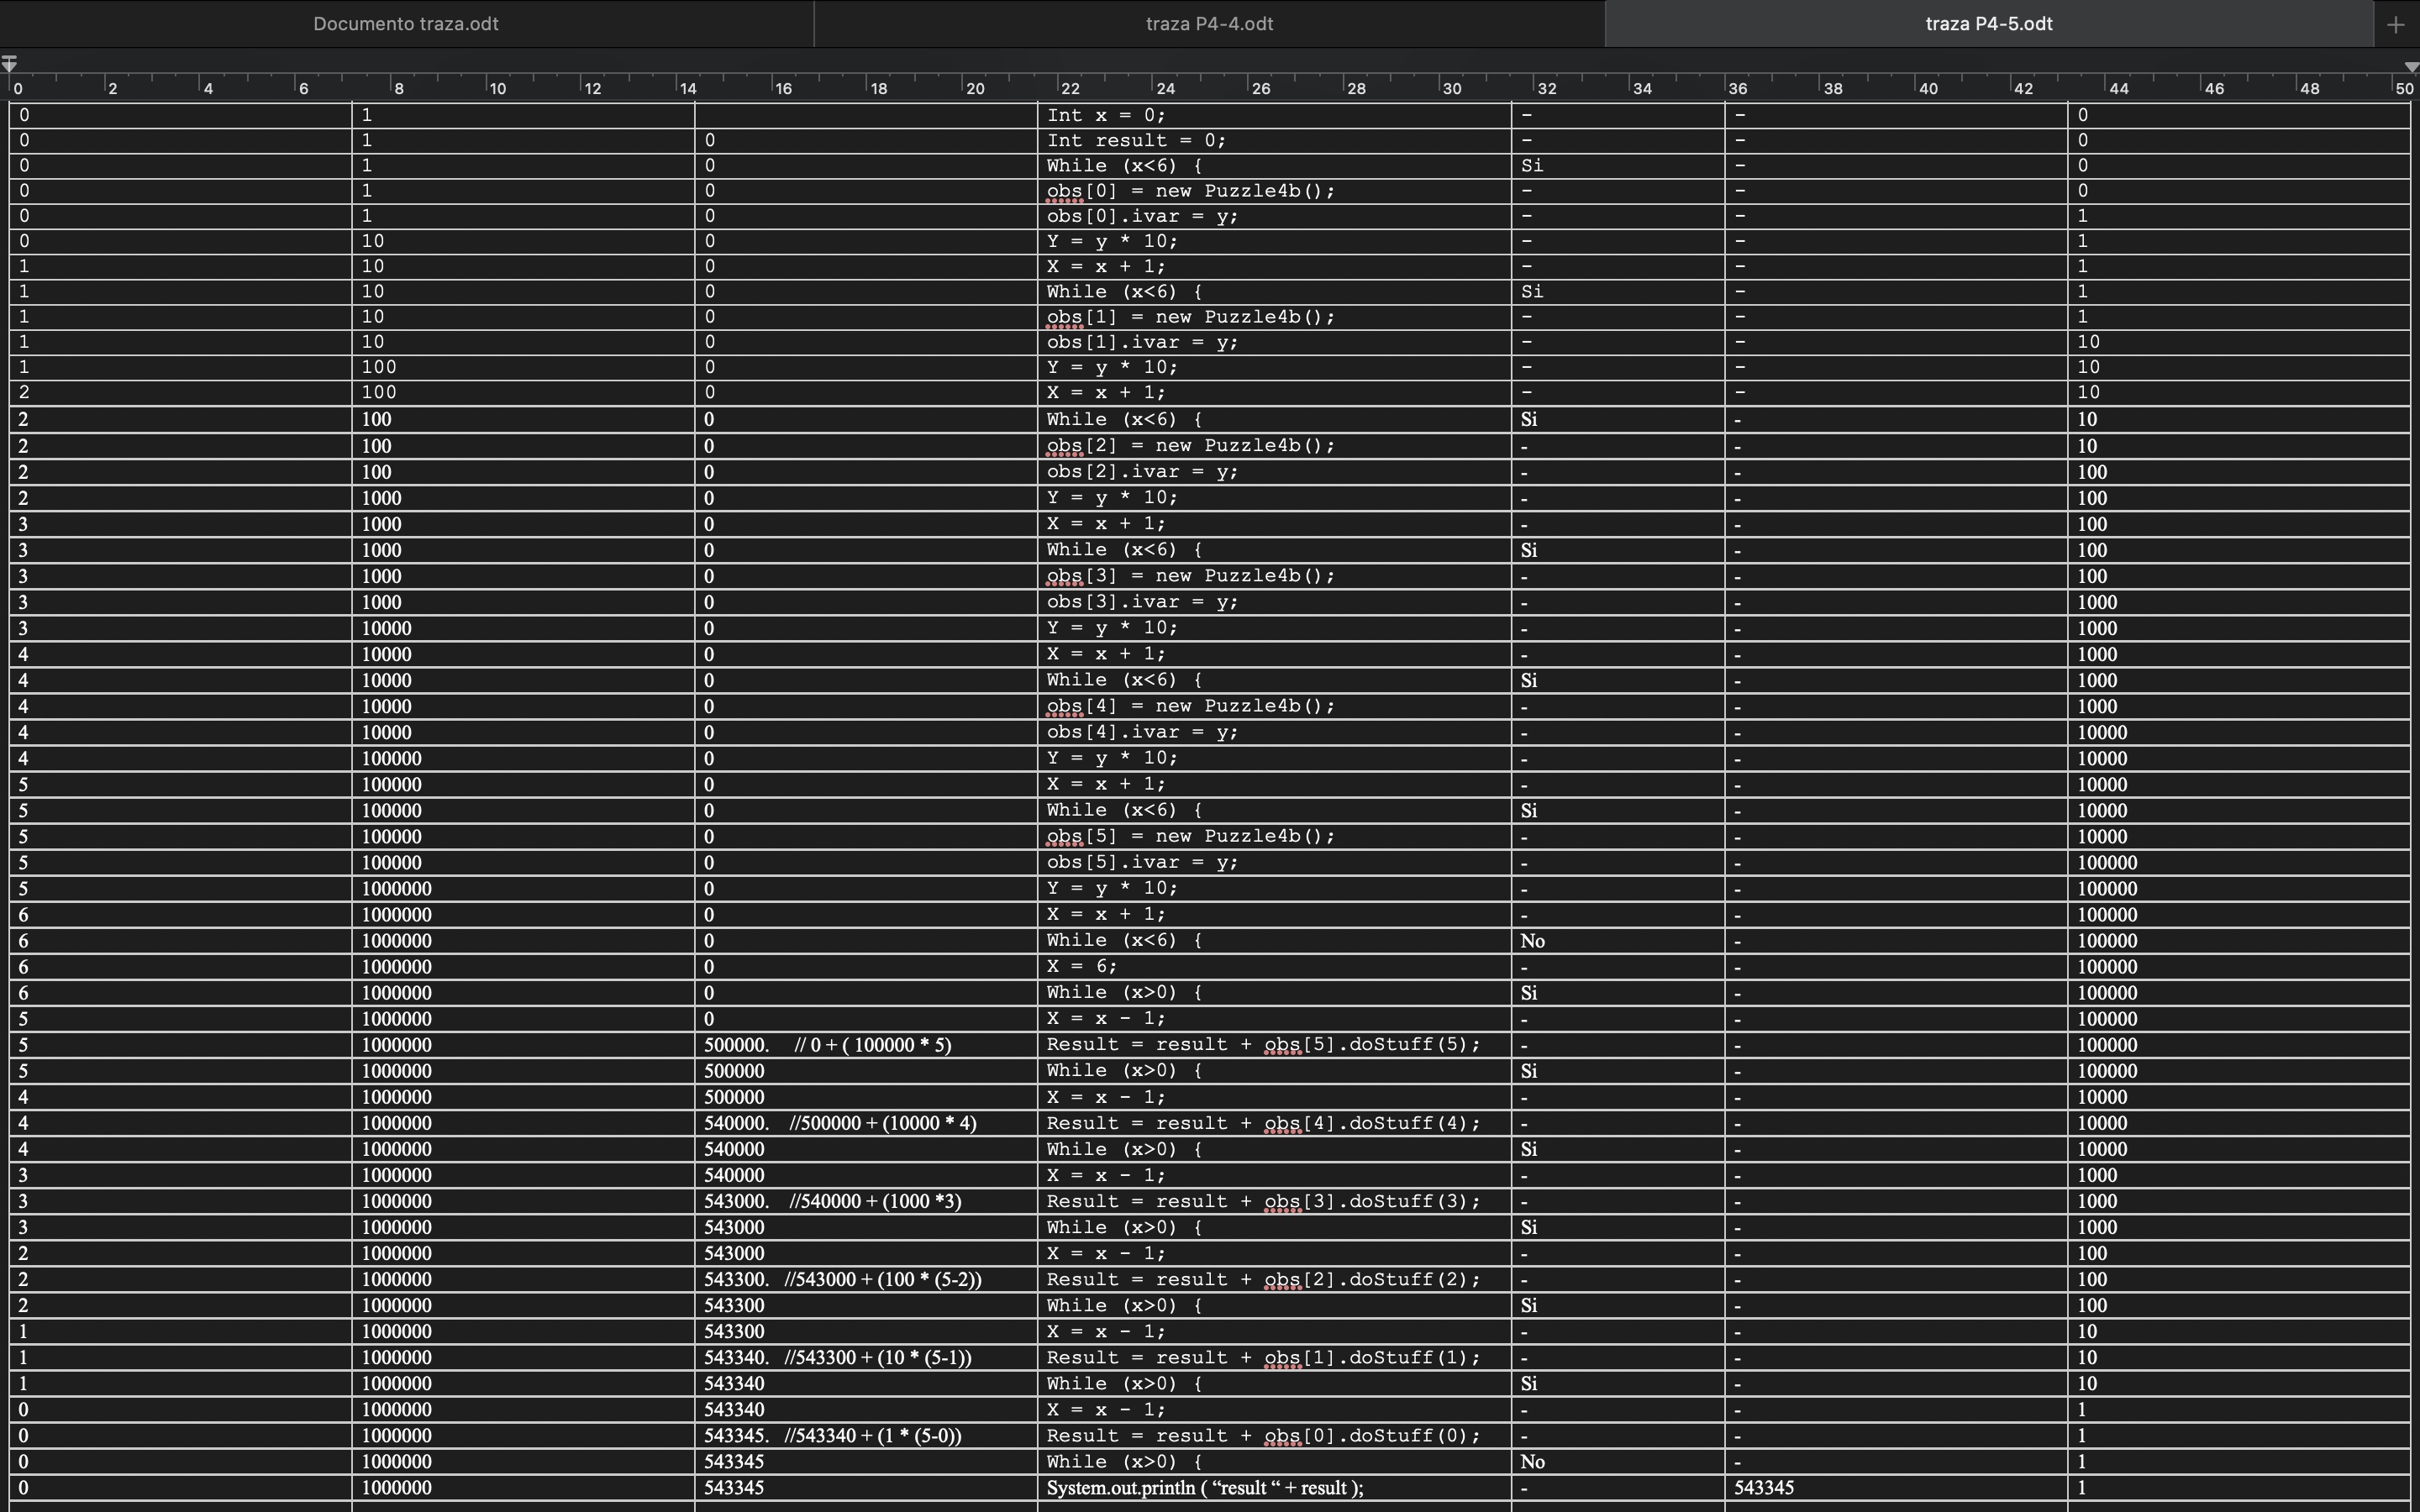 Documento traza.odt traza P4-4.odt traza P4-5.odt +
0 2 4 6 8 10 12 14 16 18 20 22 24 26 28 30 32 34 36 38 40 42 44 46 48 50
0 1 Int x = 0; - - 0
0 1 0 Int result = 0; - - 0
0 1 0 While (x<6) { Si - 0
0 1 0 obs[0] = new Puzzle4b(); - - 0
0 1 0 obs[0].ivar = y; - - 1
0 10 0 Y = y * 10; - - 1
1 10 0 X = x + 1; - - 1
1 10 0 While (x<6) { Si - 1
1 10 0 obs[1] = new Puzzle4b(); - - 1
1 10 0 obs[1].ivar = y; - - 10
1 100 0 Y = y * 10; - - 10
2 100 0 X = x + 1; - - 10
2 100 0 While (x<6) { Si - 10
2 100 0 obs[2] = new Puzzle4b(); - - 10
2 100 0 obs[2].ivar = y; - - 100
2 1000 0 Y = y * 10; - - 100
3 1000 0 X = x + 1; - - 100
3 1000 0 While (x<6) { Si - 100
3 1000 0 obs[3] = new Puzzle4b(); - - 100
3 1000 0 obs[3].ivar = y; - - 1000
3 10000 0 Y = y * 10; - - 1000
4 10000 0 X = x + 1; - - 1000
4 10000 0 While (x<6) { Si - 1000
4 10000 0 obs[4] = new Puzzle4b(); - - 1000
4 10000 0 obs[4].ivar = y; - - 10000
4 100000 0 Y = y * 10; - - 10000
5 100000 0 X = x + 1; - - 10000
5 100000 0 While (x<6) { Si - 10000
5 100000 0 obs[5] = new Puzzle4b(); - - 10000
5 100000 0 obs[5].ivar = y; - - 100000
5 1000000 0 Y = y * 10; - - 100000
6 1000000 0 X = x + 1; - - 100000
6 1000000 0 While (x<6) { No - 100000
6 1000000 0 X = 6; - - 100000
6 1000000 0 While (x>0) { Si - 100000
5 1000000 0 X = x - 1; - - 100000
5 1000000 500000. // 0 + ( 100000 * 5) Result = result + obs[5].doStuff(5); - - 100000
5 1000000 500000 While (x>0) { Si - 100000
4 1000000 500000 X = x - 1; - - 10000
4 1000000 540000. //500000 + (10000 * 4) Result = result + obs[4].doStuff(4); - - 10000
4 1000000 540000 While (x>0) { Si - 10000
3 1000000 540000 X = x - 1; - - 1000
3 1000000 543000. //540000 + (1000 *3) Result = result + obs[3].doStuff(3); - - 1000
3 1000000 543000 While (x>0) { Si - 1000
2 1000000 543000 X = x - 1; - - 100
2 1000000 543300. //543000 + (100 * (5-2)) Result = result + obs[2].doStuff(2); - - 100
2 1000000 543300 While (x>0) { Si - 100
1 1000000 543300 X = x - 1; - - 10
1 1000000 543340. //543300 + (10 * (5-1)) Result = result + obs[1].doStuff(1); - - 10
1 1000000 543340 While (x>0) { Si - 10
0 1000000 543340 X = x - 1; - - 1
0 1000000 543345. //543340 + (1 * (5-0)) Result = result + obs[0].doStuff(0); - - 1
0 1000000 543345 While (x>0) { No - 1
0 1000000 543345 System.out.println ( “result “ + result ); - 543345 1